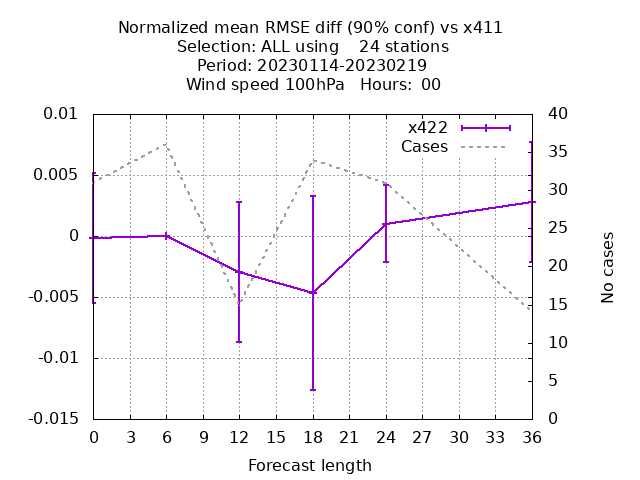 Normalized mean RMSE diff (90% conf) vs x411
Selection: ALL using    24 stations
Period: 20230114-20230219
Wind speed 100hPa   Hours:  00
x422
Cases
0.01
0.005
0
-0.005
-0.01
-0.015
40
35
30
25
20
15
10
5
0
No cases
0 3 6 9 12 15 18 21 24 27 30 33 36
Forecast length